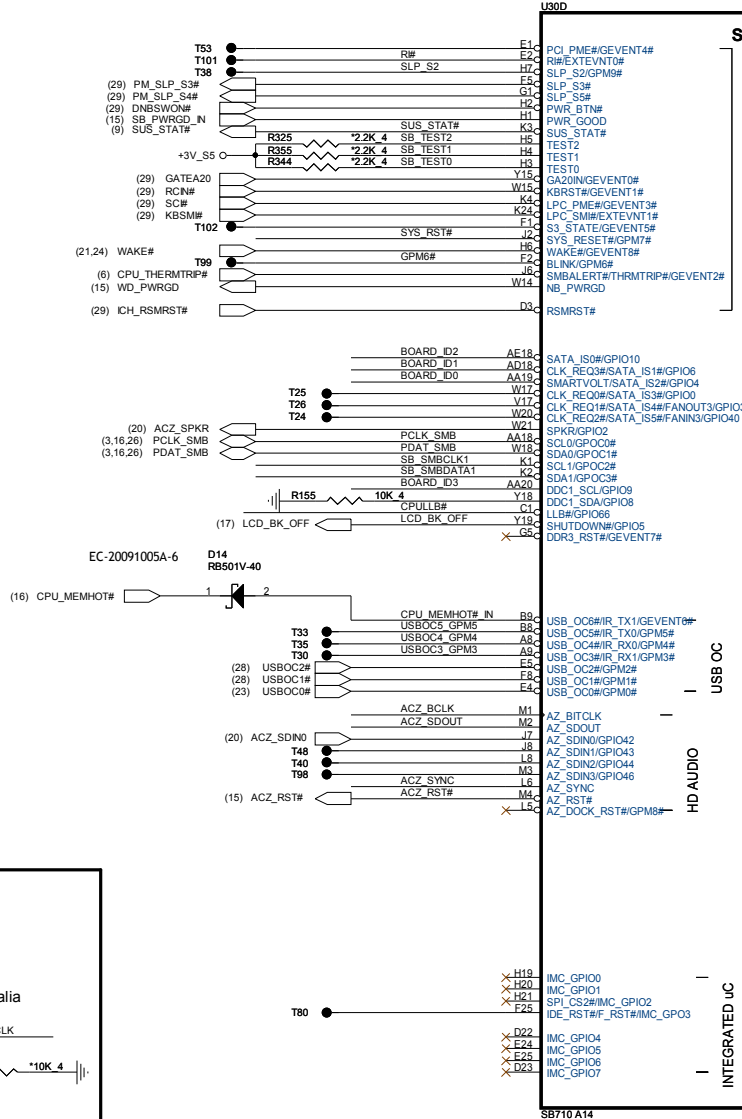 U30D
S
T53 E1 PCI_PME#/GEVENT4#
T101 RI# E2 RI#/EXTEVNT0#
T38 SLP_S2 H7 SLP_S2/GPM9#
(29) PM_SLP_S3# F5 SLP_S3#
(29) PM_SLP_S4# G1 SLP_S5#
(29) DNBSWON# H2 PWR_BTN#
(15) SB_PWRGD_IN H1 PWR_GOOD
(9) SUS_STAT# SUS_STAT# K3 SUS_STAT#
R325 *2.2K_4 SB_TEST2 H5 TEST2
+3V_S5 R355 *2.2K_4 SB_TEST1 H4 TEST1
R344 *2.2K_4 SB_TEST0 H3 TEST0
(29) GATEA20 Y15 GA20IN/GEVENT0#
(29) RCIN# W15 KBRST#/GEVENT1#
(29) SCI# K4 LPC_PME#/GEVENT3#
(29) KBSMI# K24 LPC_SMI#/EXTEVNT1#
T102 F1 S3_STATE/GEVENT5#
SYS_RST# J2 SYS_RESET#/GPM7#
(21,24) WAKE# H6 WAKE#/GEVENT8#
T99 GPM6# F2 BLINK/GPM6#
(6) CPU_THERMTRIP# J6 SMBALERT#/THRMTRIP#/GEVENT2#
(15) WD_PWRGD W14 NB_PWRGD
(29) ICH_RSMRST# D3 RSMRST#
BOARD_ID2 AE18 SATA_IS0#/GPIO10
BOARD_ID1 AD18 CLK_REQ3#/SATA_IS1#/GPIO6
BOARD_ID0 AA19 SMARTVOLT/SATA_IS2#/GPIO4
T25 W17 CLK_REQ0#/SATA_IS3#/GPIO0
T26 V17 CLK_REQ1#/SATA_IS4#/FANOUT3/GPIO3
T24 W20 CLK_REQ2#/SATA_IS5#/FANIN3/GPIO40
(20) ACZ_SPKR W21 SPKR/GPIO2
(3,16,26) PCLK_SMB PCLK_SMB AA18 SCL0/GPOC0#
(3,16,26) PDAT_SMB PDAT_SMB W18 SDA0/GPOC1#
SB_SMBCLK1 K1 SCL1/GPOC2#
SB_SMBDATA1 K2 SDA1/GPOC3#
BOARD_ID3 AA20 DDC1_SCL/GPIO9
R155 10K_4 Y18 DDC1_SDA/GPIO8
CPULLB# C1 LLB#/GPIO66
(17) LCD_BK_OFF LCD_BK_OFF Y19 SHUTDOWN#/GPIO5
G5 DDR3_RST#/GEVENT7#
EC-20091005A-6 D14
RB501V-40
(16) CPU_MEMHOT# 1 2
CPU_MEMHOT#_IN B9 USB_OC6#/IR_TX1/GEVENT6#
T33 USBOC5_GPM5 B8 USB_OC5#/IR_TX0/GPM5#
T35 USBOC4_GPM4 A8 USB_OC4#/IR_RX0/GPM4#
T30 USBOC3_GPM3 A9 USB_OC3#/IR_RX1/GPM3#
(28) USBOC2# E5 USB_OC2#/GPM2#
(28) USBOC1# F8 USB_OC1#/GPM1#
(23) USBOC0# E4 USB_OC0#/GPM0#
USB OC
ACZ_BCLK M1 AZ_BITCLK
ACZ_SDOUT M2 AZ_SDOUT
(20) ACZ_SDIN0 J7 AZ_SDIN0/GPIO42
T48 J8 AZ_SDIN1/GPIO43
T40 L8 AZ_SDIN2/GPIO44
T98 M3 AZ_SDIN3/GPIO46
ACZ_SYNC L6 AZ_SYNC
(15) ACZ_RST# ACZ_RST# M4 AZ_RST#
L5 AZ_DOCK_RST#/GPM8#
HD AUDIO
H19 IMC_GPIO0
H20 IMC_GPIO1
H21 SPI_CS2#/IMC_GPIO2
T80 F25 IDE_RST#/F_RST#/IMC_GPO3
D22 IMC_GPIO4
E24 IMC_GPIO5
E25 IMC_GPIO6
D23 IMC_GPIO7
INTEGRATED uC
alia
CLK
*10K_4
SB710 A14